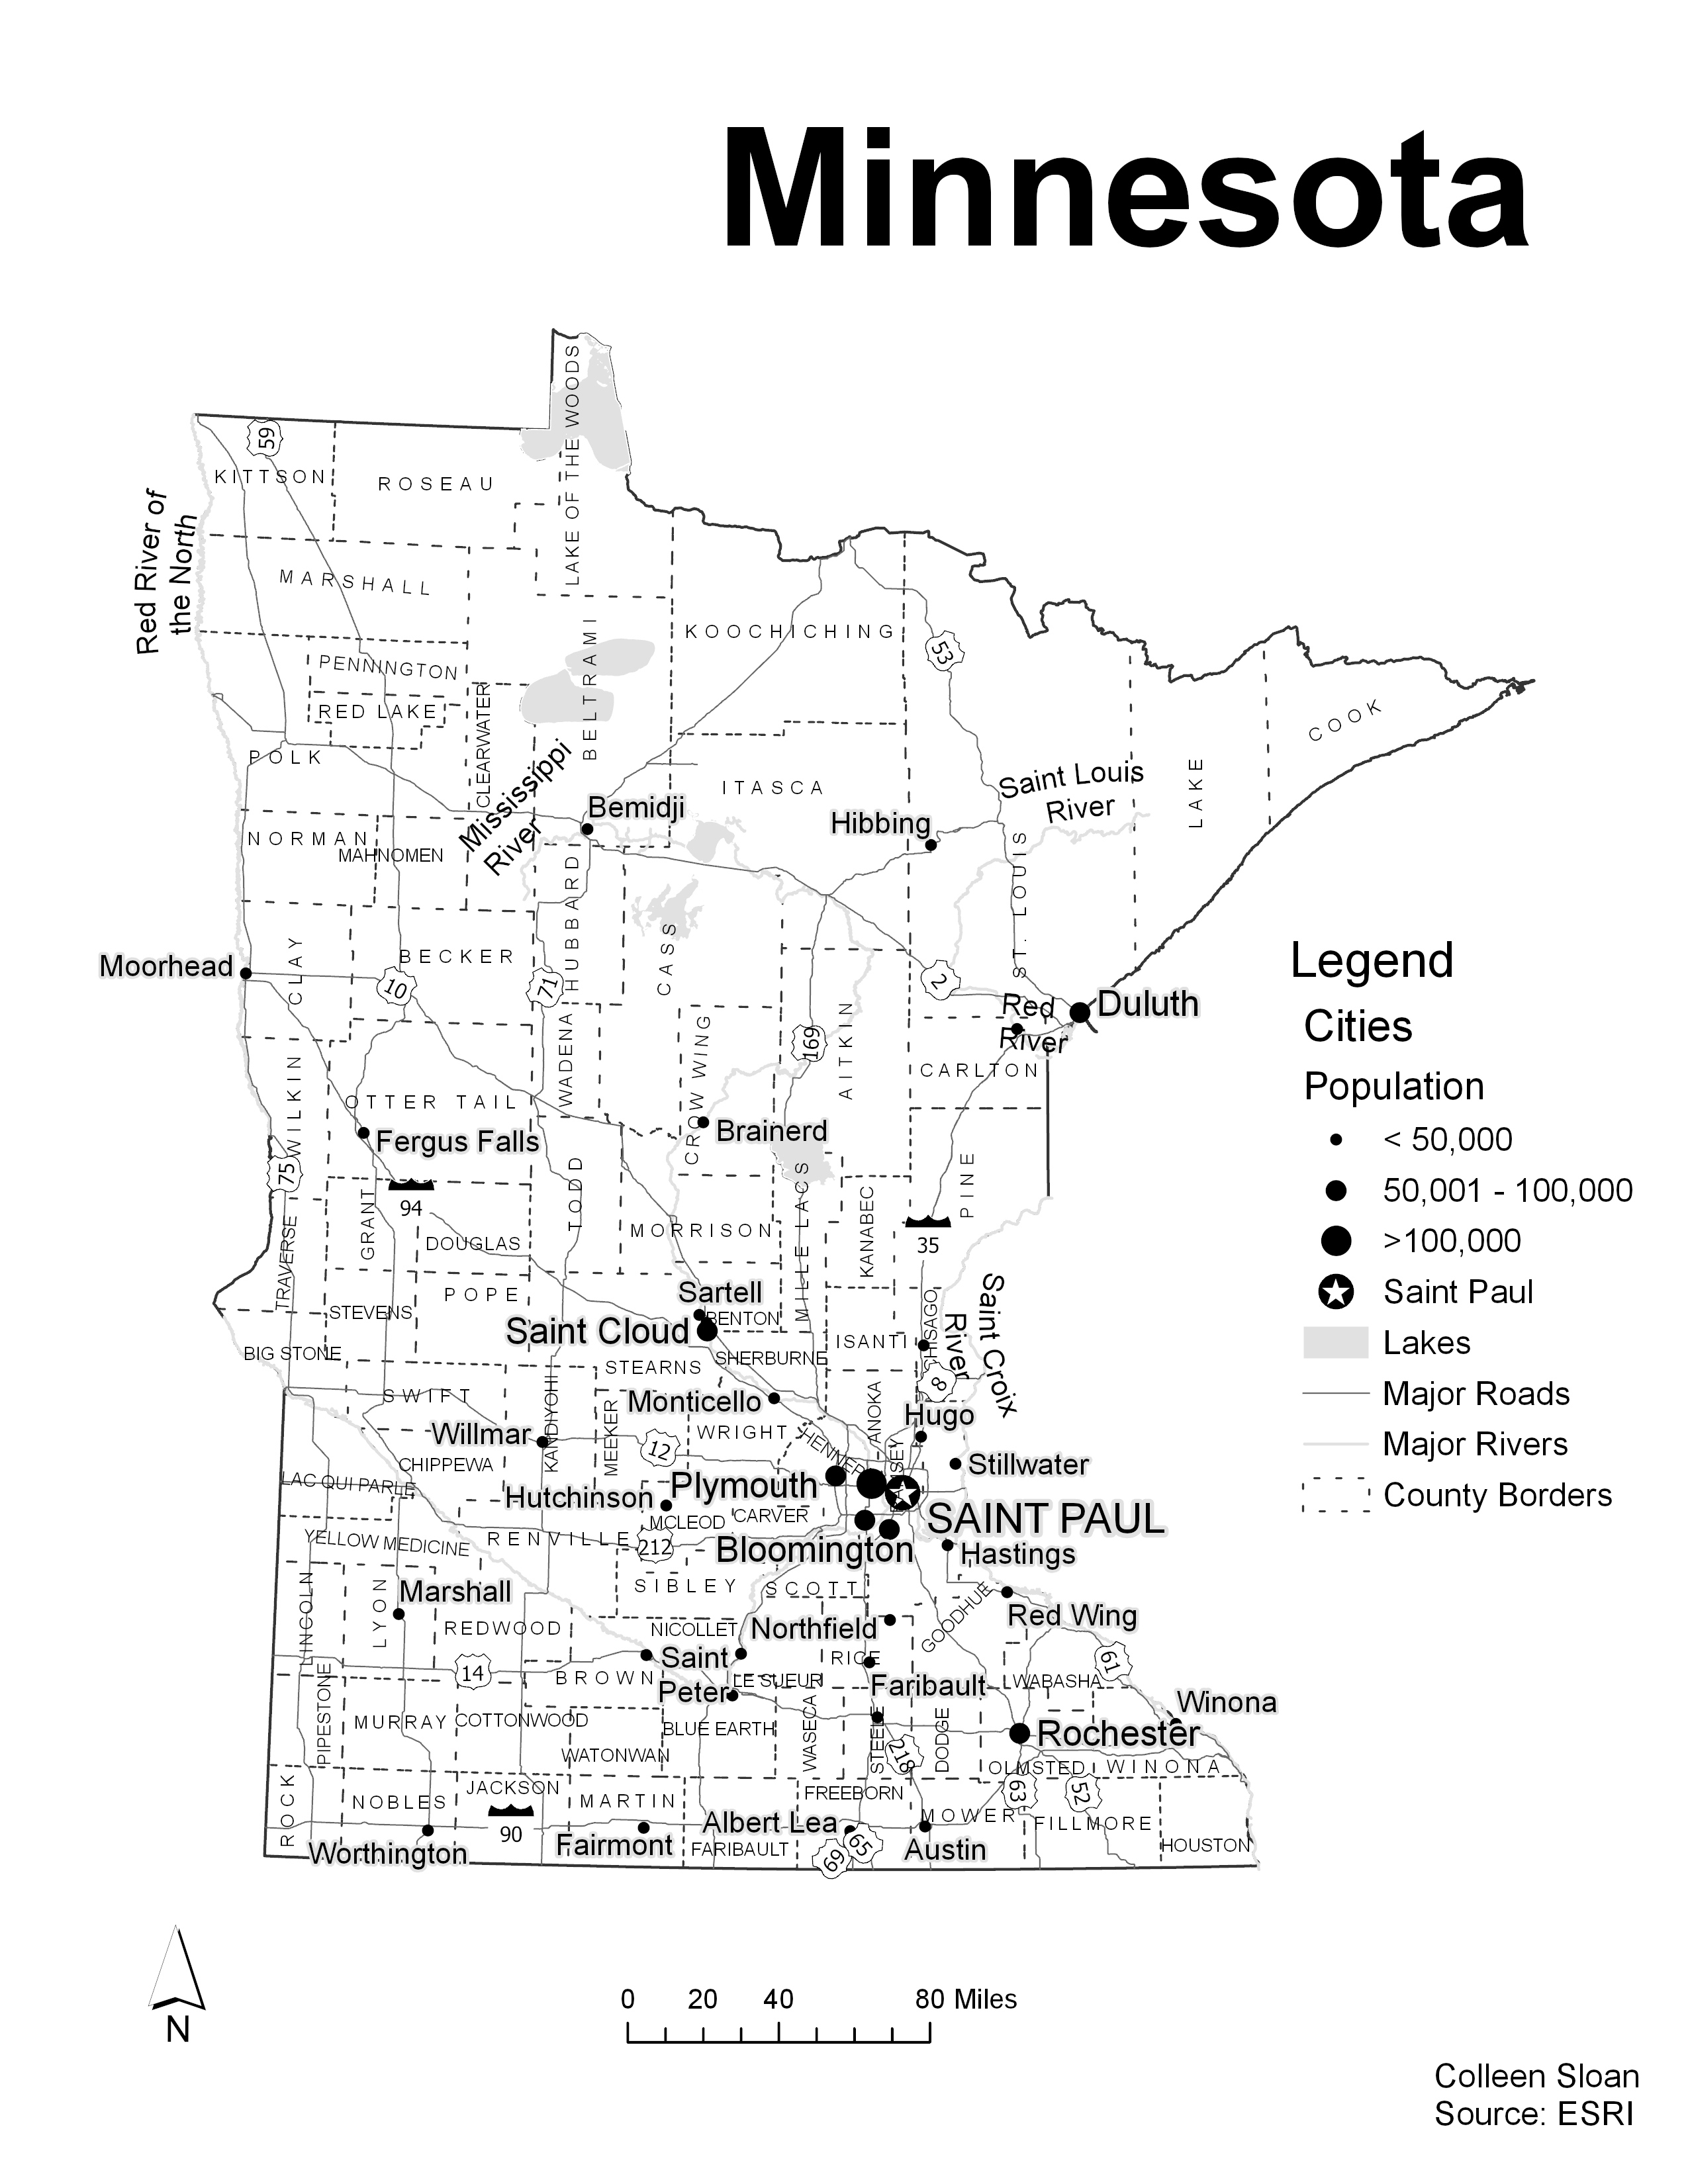 Minnesota
59
KITTSON
ROSEAU
LAKE OF THE WOODS
Red River of
the North
MARSHALL
KOOCHICHING
BELTRAMI
53
PENNINGTON
RED LAKE
CLEARWATER
POLK
COOK
Mississippi
River
ITASCA
Saint Louis
River
LAKE
Bemidji
Hibbing
NORMAN
MAHNOMEN
HUBBARD
ST. LOUIS
CASS
CLAY
BECKER
Moorhead
10
71
2
Red
River
Duluth
WADENA
CROW WING
169
AITKIN
CARLTON
WILKIN
OTTER TAIL
Fergus Falls
Brainerd
75
94
TODD
MILLE LACS
PINE
GRANT
KANABEC
TRAVERSE
DOUGLAS
MORRISON
35
POPE
STEVENS
Sartell
BENTON
Saint Cloud
ISANTI
CHISAGO
Saint Croix
River
BIG STONE
STEARNS
SHERBURNE
8
SWIFT
KANDIYOHI
MEEKER
Monticello
ANOKA
Hugo
Willmar
12
WRIGHT
HENNEP
RAMSEY
CHIPPEWA
Stillwater
LAC QUI PARLE
Hutchinson
Plymouth
MCLEOD
CARVER
SAINT PAUL
YELLOW MEDICINE
RENVILLE
212
Bloomington
Hastings
LINCOLN
LYON
Marshall
SIBLEY
SCOTT
GOODHUE
Red Wing
REDWOOD
NICOLLET
Northfield
Saint
Peter
RICE
61
14
BROWN
LE SUEUR
Faribault
WABASHA
PIPESTONE
MURRAY
COTTONWOOD
BLUE EARTH
WASECA
STEELE
DODGE
Winona
Rochester
WATONWAN
218
OLMSTED
WINONA
ROCK
NOBLES
JACKSON
MARTIN
FREEBORN
63
52
90
Albert Lea
MOWER
FILLMORE
Worthington
Fairmont
FARIBAULT
69
65
Austin
HOUSTON
Legend
Cities
Population
< 50,000
50,001 - 100,000
>100,000
Saint Paul
Lakes
Major Roads
Major Rivers
County Borders
N
0 20 40 80 Miles
Colleen Sloan
Source: ESRI